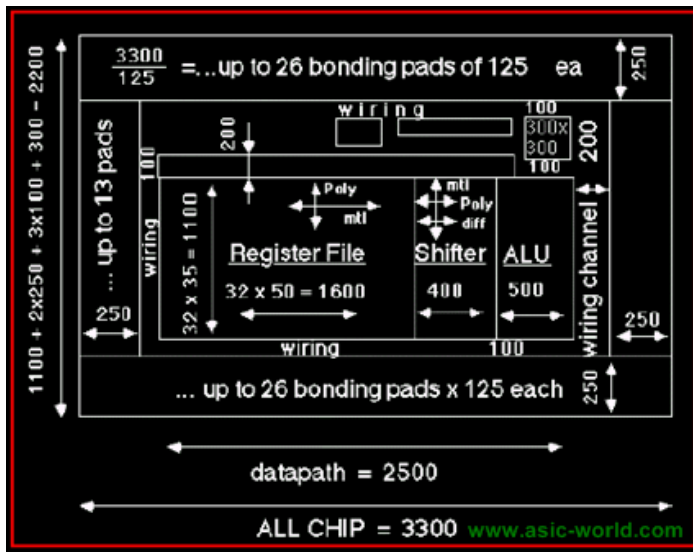 3300
125
=...up to 26 bonding pads of 125 ea
250
1100 + 2x250 + 3x100 + 300 - 2200
wiring
100
300x
300
100
200
200
100
... up to 13 pads
Poly
mtl
mtl
Poly
diff
wiring
32 x 35 = 1100
Register File
Shifter
ALU
32 x 50 = 1600
400
500
wiring channel
250
250
wiring
100
... up to 26 bonding pads x 125 each
250
datapath = 2500
ALL CHIP = 3300
www.asic-world.com